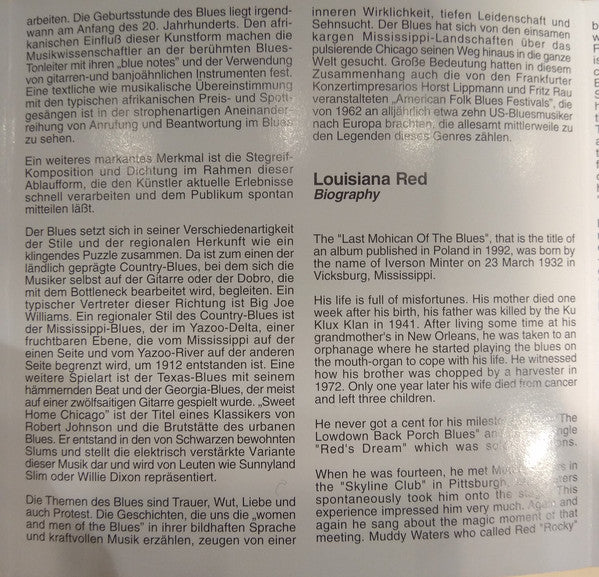 arbeiten. Die Geburtsstunde des Blues liegt irgend-
wann am Anfang des 20. Jahrhunderts. Den afri-
kanischen Einfluß dieser Kunstform machen die
Musikwissenschaftler an der berühmten Blues-
Tonleiter mit ihren „blue notes" und der Verwendung
von gitarren-und banjoähnlichen Instrumenten fest.
Eine textliche wie musikalische Übereinstimmung
mit den typischen afrikanischen Preis- und Spott-
gesängen ist in der strophenartigen Aneinander-
reihung von Anrufung und Beantwortung im Blues
zu sehen.
Ein weiteres markantes Merkmal ist die Stegreif-
Komposition und Dichtung im Rahmen dieser
Ablaufform, die den Künstler aktuelle Erlebnisse
schnell verarbeiten und dem Publikum spontan
mitteilen läßt.
Der Blues setzt sich in seiner Verschiedenartigkeit
der Stile und der regionalen Herkunft wie ein
klingendes Puzzle zusammen. Da ist zum einen der
ländlich geprägte Country-Blues, bei dem sich die
Musiker selbst auf der Gitarre oder der Dobro, die
mit dem Bottleneck bearbeitet wird, begleiten. Ein
typischer Vertreter dieser Richtung ist Big Joe
Williams. Ein regionaler Stil des Country-Blues ist
der Mississippi-Blues, der im Yazoo-Delta, einer
fruchtbaren Ebene, die vom Mississippi auf der
einen Seite und vom Yazoo-River auf der anderen
Seite begrenzt wird, um 1912 entstanden ist. Eine
weitere Spielart ist der Texas-Blues mit seinem
hämmernden Beat und der Georgia-Blues, der meist
auf einer zwölfsaitigen Gitarre gespielt wurde. „Sweet
Home Chicago" ist der Titel eines Klassikers von
Robert Johnson und die Brutstätte des urbanen
Blues. Er entstand in den von Schwarzen bewohnten
Slums und stellt die elektrisch verstärkte Variante
dieser Musik dar und wird von Leuten wie Sunnyland
Slim oder Willie Dixon repräsentiert.
Die Themen des Blues sind Trauer, Wut, Liebe und
auch Protest. Die Geschichten, die uns die „women
and men of the Blues" in ihrer bildhaften Sprache
und kraftvollen Musik erzählen, zeugen von einer
inneren Wirklichkeit, tiefen Leidenschaft und
Sehnsucht. Der Blues hat sich von den einsamen
kargen Mississippi-Landschaften über das
pulsierende Chicago seinen Weg hinaus in die ganze
Welt gesucht. Große Bedeutung hatten in diesem
Zusammenhang auch die von den Frankfurter
Konzertimpresarios Horst Lippmann und Fritz Rau
veranstalteten „American Folk Blues Festivals", die
von 1962 an alljährlich etwa zehn US-Bluesmusiker
nach Europa brachten, die allesamt mittlerweile zu
den Legenden dieses Genres zählen.
Louisiana Red
Biography
The "Last Mohican Of The Blues", that is the title of
an album published in Poland in 1992, was born by
the name of Iverson Minter on 23 March 1932 in
Vicksburg, Mississippi.
His life is full of misfortunes. His mother died one
week after his birth, his father was killed by the Ku
Klux Klan in 1941. After living some time at his
grandmother's in New Orleans, he was taken to an
orphanage where he started playing the blues on
the mouth-organ to cope with his life. He witnessed
how his brother was chopped by a harvester in
1972. Only one year later his wife died from cancer
and left three children.
He never got a cent for his The
Lowdown Back Porch Blues"
"Red's Dream" which was
When he was fourteen, he met in
the "Skyline Club" in Pittsburgh.
spontaneously took him onto the This
experience impressed him very much. Again and
again he sang about the magic moment of that
meeting. Muddy Waters who called Red "Rocky"